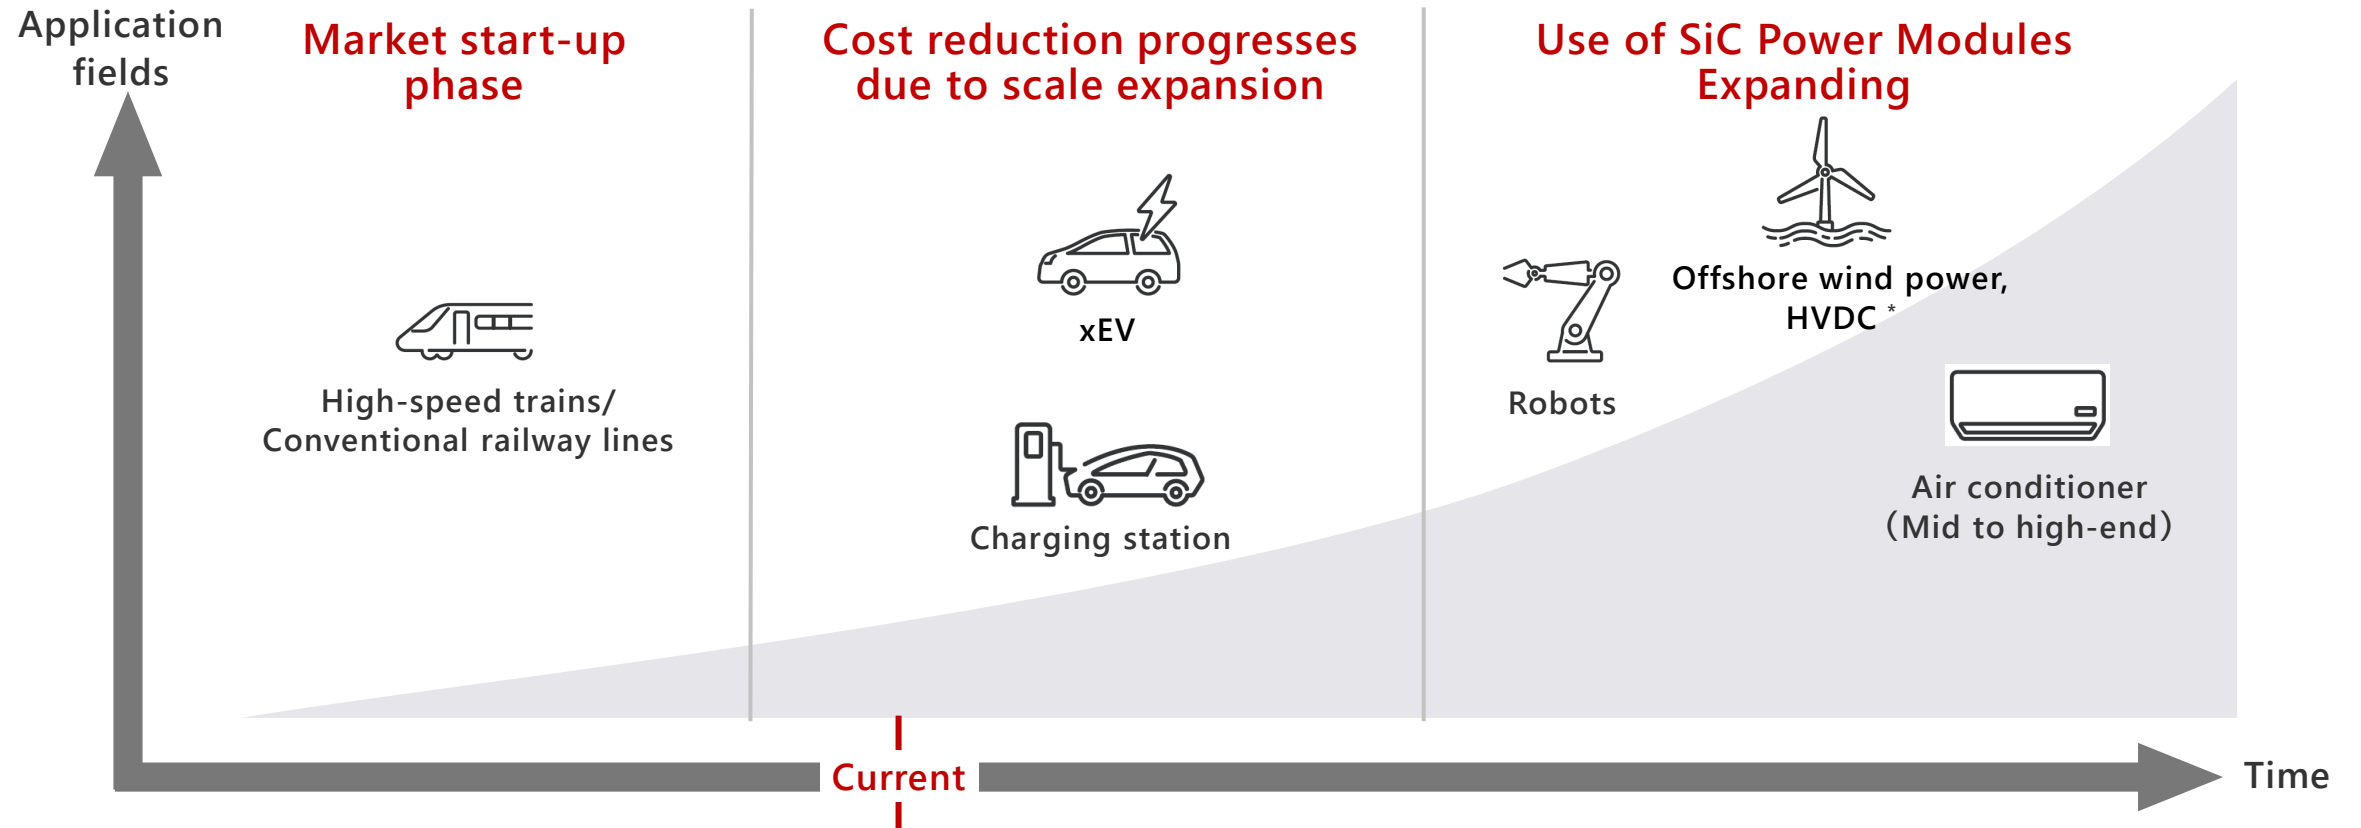 Application
fields
Market start-up
phase
Cost reduction progresses
due to scale expansion
Use of SiC Power Modules
Expanding
High-speed trains/
Conventional railway lines
xEV
Charging station
Robots
Offshore wind power,
HVDC *
Air conditioner
（Mid to high-end）
Current
Time